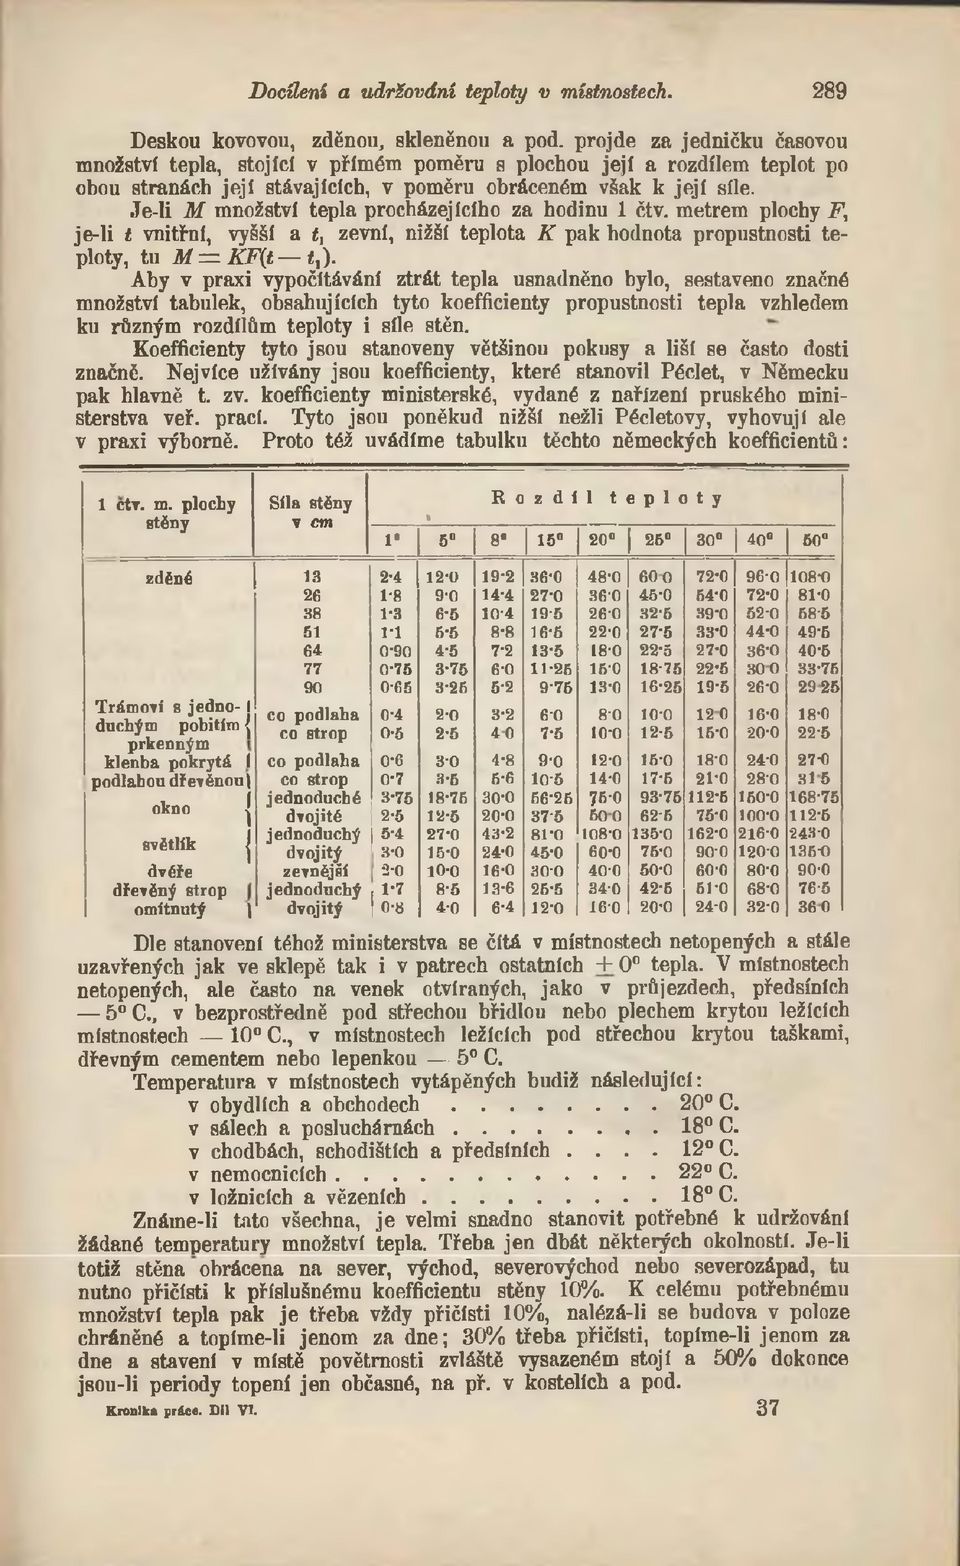 Docílení a udržování teploty v místnostech. 289
Deskou kovovou, zděnou, skleněnou a pod. projde za jedničku časovou
množství tepla, stojící v přímém poměru s plochou její a rozdílem teplot po
obou stranách její stávajících, v poměru obráceném však k její síle.
Je-li M množství tepla procházejícího za hodinu 1 čtv. metrem plochy F,
je-li t vnitřní, vyšší a t₁ zevní, nižší teplota K pak hodnota propustnosti te-
ploty, tu M = KF(t — t₁).
Aby v praxi vypočítávání ztrát tepla usnadněno bylo, sestaveno značné
množství tabulek, obsahujících tyto koefficienty propustnosti tepla vzhledem
ku různým rozdílům teploty i síle stěn.
Koefficienty tyto jsou stanoveny většinou pokusy a liší se často dosti
značně. Nejvíce užívány jsou koefficienty, které stanovil Péclet, v Německu
pak hlavně t. zv. koefficienty ministerské, vydané z nařízení pruského mini-
sterstva veř. prací. Tyto jsou poněkud nižší nežli Pécletovy, vyhovují ale
v praxi výborně. Proto též uvádíme tabulku těchto německých koefficientů:
1 čtv. m. plochy stěny | Síla stěny v cm | Rozdíl teploty
1° | 5° | 8° | 15° | 20° | 25° | 30° | 40° | 50°
zděné 13 2·4 12·0 19·2 36·0 48·0 60·0 72·0 96·0 108·0
26 1·8 9·0 14·4 27·0 36·0 45·0 54·0 72·0 81·0
38 1·3 6·5 10·4 19·5 26·0 32·5 39·0 52·0 58·5
51 1·1 5·5 8·8 16·5 22·0 27·5 33·0 44·0 49·5
64 0·90 4·5 7·2 13·5 18·0 22·5 27·0 36·0 40·5
77 0·75 3·75 6·0 11·25 15·0 18·75 22·5 30·0 33·75
90 0·65 3·25 5·2 9·75 13·0 16·25 19·5 26·0 29·25
Trámoví s jedno-
duchým pobitím
prkenným
co podlaha 0·4 2·0 3·2 6·0 8·0 10·0 12·0 16·0 18·0
co strop 0·5 2·5 4·0 7·5 10·0 12·5 15·0 20·0 22·5
klenba pokrytá co podlaha 0·6 3·0 4·8 9·0 12·0 15·0 18·0 24·0 27·0
podlahou dřevěnou co strop 0·7 3·5 5·6 10·5 14·0 17·5 21·0 28·0 31·5
okno jednoduché 3·75 18·75 30·0 56·25 75·0 93·75 112·5 150·0 168·75
dvojité 2·5 12·5 20·0 37·5 50·0 62·5 75·0 100·0 112·5
světlík jednoduchý 5·4 27·0 43·2 81·0 108·0 135·0 162·0 216·0 243·0
dvojitý 3·0 15·0 24·0 45·0 60·0 75·0 90·0 120·0 135·0
dvéře zevnější 2·0 10·0 16·0 30·0 40·0 50·0 60·0 80·0 90·0
dřevěný strop jednoduchý 1·7 8·5 13·6 25·5 34·0 42·5 51·0 68·0 76·5
omítnutý dvojitý 0·8 4·0 6·4 12·0 16·0 20·0 24·0 32·0 36·0
Dle stanovení téhož ministerstva se čítá v místnostech netopených a stále
uzavřených jak ve sklepě tak i v patrech ostatních ± 0° tepla. V místnostech
netopených, ale často na venek otvíraných, jako v průjezdech, předsíních
— 5° C., v bezprostředně pod střechou břidlou nebo plechem krytou ležících
místnostech — 10° C., v místnostech ležících pod střechou krytou taškami,
dřevným cementem nebo lepenkou — 5° C.
Temperatura v místnostech vytápěných budiž následující:
v obydlích a obchodech . . . . . . . . 20° C.
v sálech a posluchárnách . . . . . . . . 18° C.
v chodbách, schodištích a předsíních . . . . 12° C.
v nemocnicích . . . . . . . . . . . . 22° C.
v ložnicích a vězeních . . . . . . . . . 18° C.
Známe-li tato všechna, je velmi snadno stanovit potřebné k udržování
žádané temperatury množství tepla. Třeba jen dbát některých okolností. Je-li
totiž stěna obrácena na sever, východ, severovýchod nebo severozápad, tu
nutno přičísti k příslušnému koefficientu stěny 10%. K celému potřebnému
množství tepla pak je třeba vždy přičísti 10%, nalézá-li se budova v poloze
chráněné a topíme-li jenom za dne; 30% třeba přičísti, topíme-li jenom za
dne a stavení v místě povětrnosti zvláště vysazeném stojí a 50% dokonce
jsou-li periody topení jen občasné, na př. v kostelích a pod.
Kronika práce. Díl VI. 37